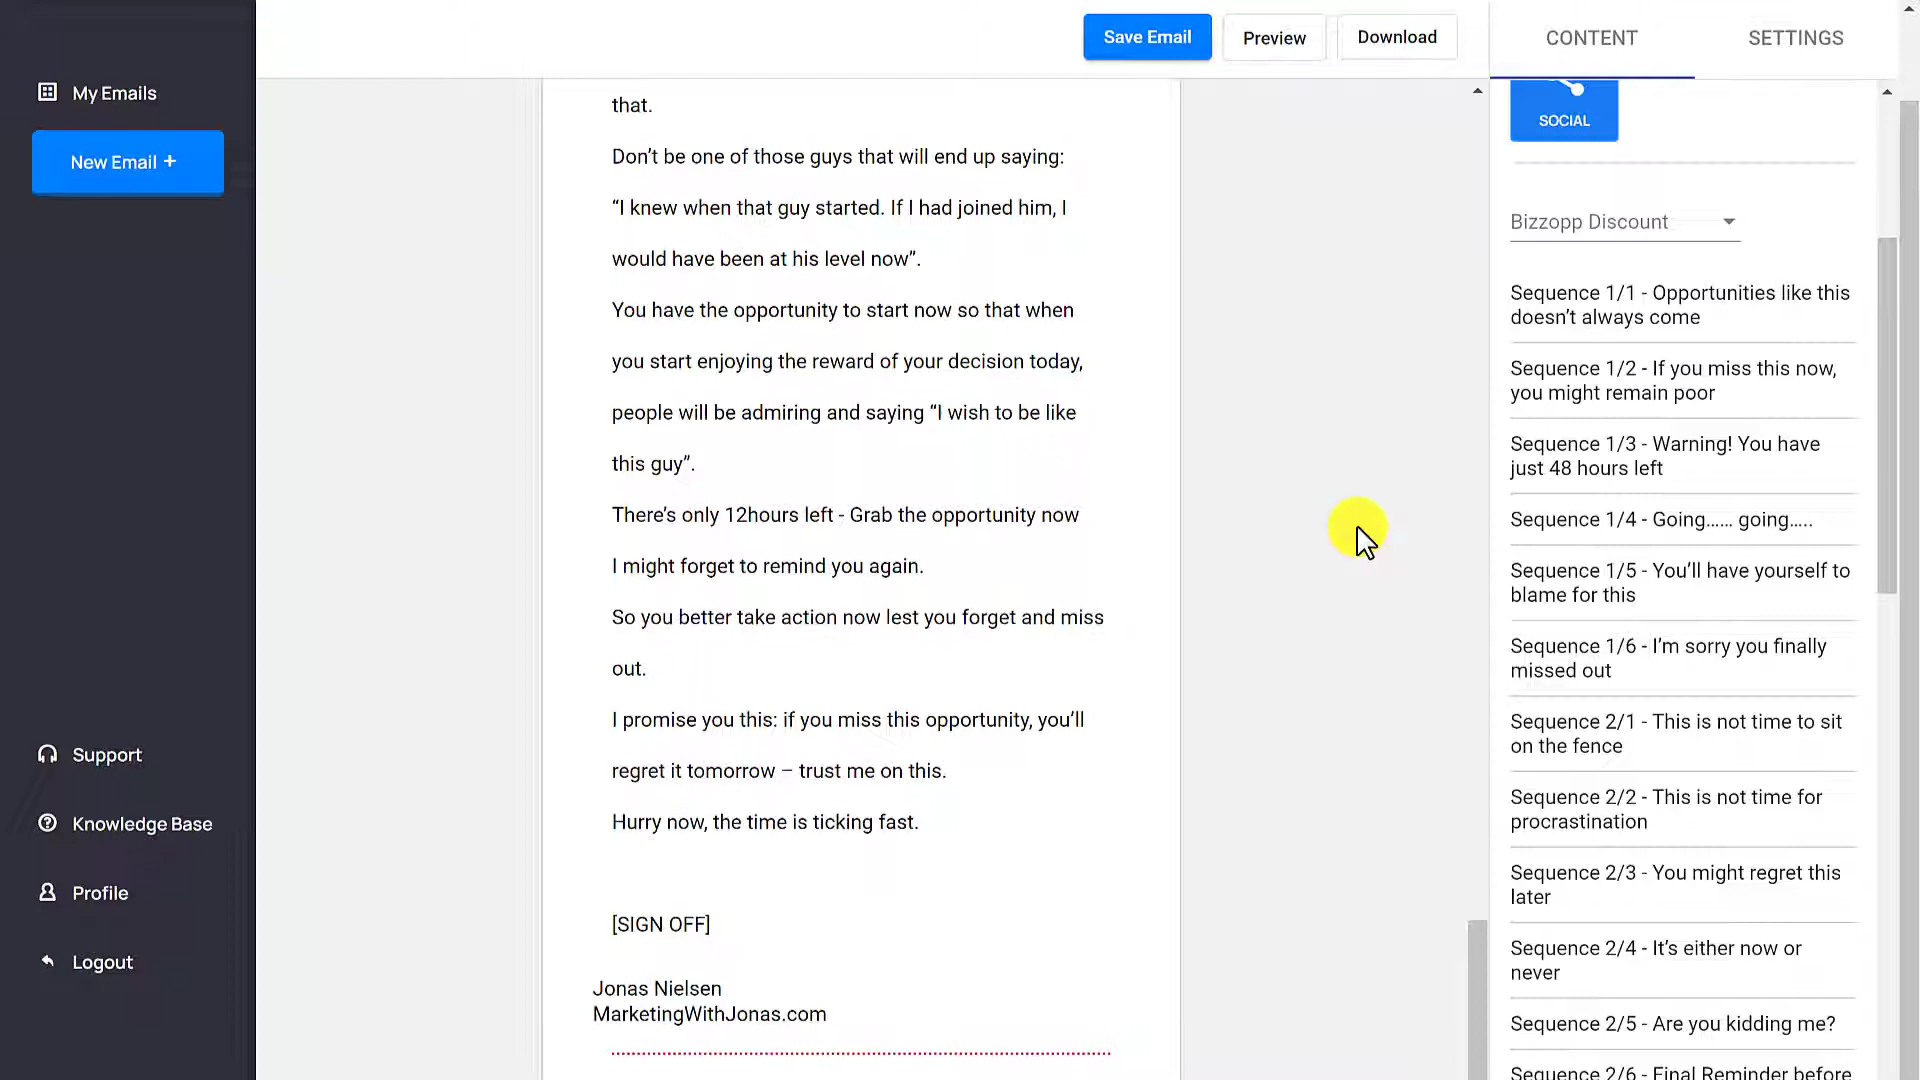 My Emails
New Email +
Support
Knowledge Base
Profile
Logout
Save Email
Preview
Download
that.
Don’t be one of those guys that will end up saying:
“I knew when that guy started. If I had joined him, I
would have been at his level now”.
You have the opportunity to start now so that when
you start enjoying the reward of your decision today,
people will be admiring and saying “I wish to be like
this guy”.
There’s only 12hours left - Grab the opportunity now
I might forget to remind you again.
So you better take action now lest you forget and miss
out.
I promise you this: if you miss this opportunity, you’ll
regret it tomorrow – trust me on this.
Hurry now, the time is ticking fast.
[SIGN OFF]
Jonas Nielsen
MarketingWithJonas.com
CONTENT
SETTINGS
SOCIAL
Bizzopp Discount
Sequence 1/1 - Opportunities like this
doesn’t always come
Sequence 1/2 - If you miss this now,
you might remain poor
Sequence 1/3 - Warning! You have
just 48 hours left
Sequence 1/4 - Going...... going.....
Sequence 1/5 - You’ll have yourself to
blame for this
Sequence 1/6 - I’m sorry you finally
missed out
Sequence 2/1 - This is not time to sit
on the fence
Sequence 2/2 - This is not time for
procrastination
Sequence 2/3 - You might regret this
later
Sequence 2/4 - It’s either now or
never
Sequence 2/5 - Are you kidding me?
Sequence 2/6 - Final Reminder before